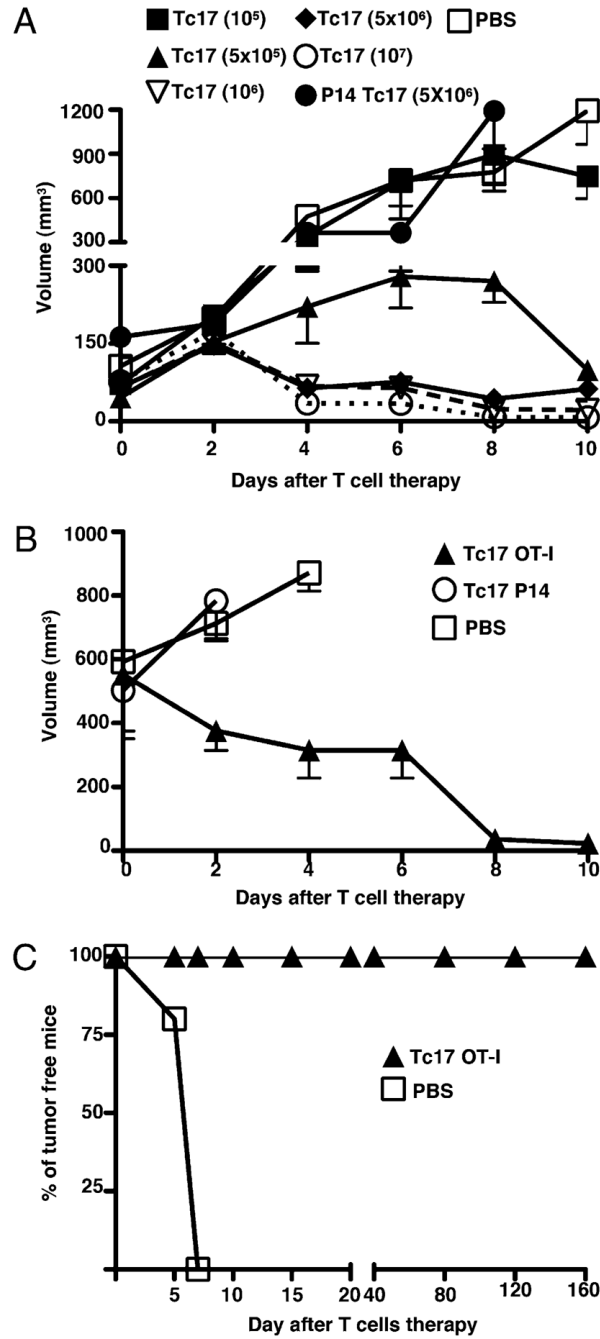 A
Tc17 (10⁵) Tc17 (5x10⁶) PBS
Tc17 (5x10⁵) Tc17 (10⁷)
Tc17 (10⁶) P14 Tc17 (5X10⁶)
1200
900
600
300
300
150
0
Volume (mm³)
0 2 4 6 8 10
Days after T cell therapy
B
1000
800
600
400
200
0
Volume (mm³)
Tc17 OT-I
Tc17 P14
PBS
0 2 4 6 8 10
Days after T cell therapy
C
100
75
50
25
% of tumor free mice
Tc17 OT-I
PBS
5 10 15 20 40 80 120 160
Day after T cells therapy